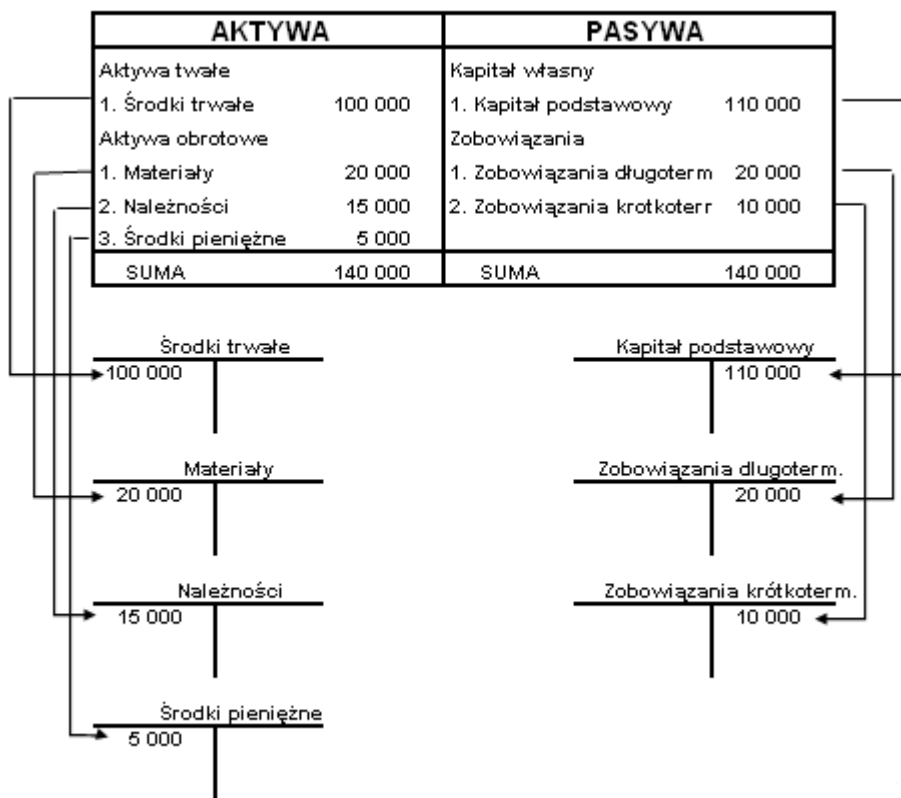 AKTYWA PASYWA
Aktywa twałe Kapitał własny
1. Środki trwałe 100 000 1. Kapitał podstawowy 110 000
Aktywa obrotowe Zobowiązania
1. Materiały 20 000 1. Zobowiązania długoterm 20 000
2. Należności 15 000 2. Zobowiązania krotkoterr 10 000
3. Środki pieniężne 5 000
SUMA 140 000 SUMA 140 000
Środki trwałe Kapitał podstawowy
100 000 110 000
Materiały Zobowiązania dlugoterm.
20 000 20 000
Należności Zobowiązania krótkoterm.
15 000 10 000
Środki pieniężne
5 000